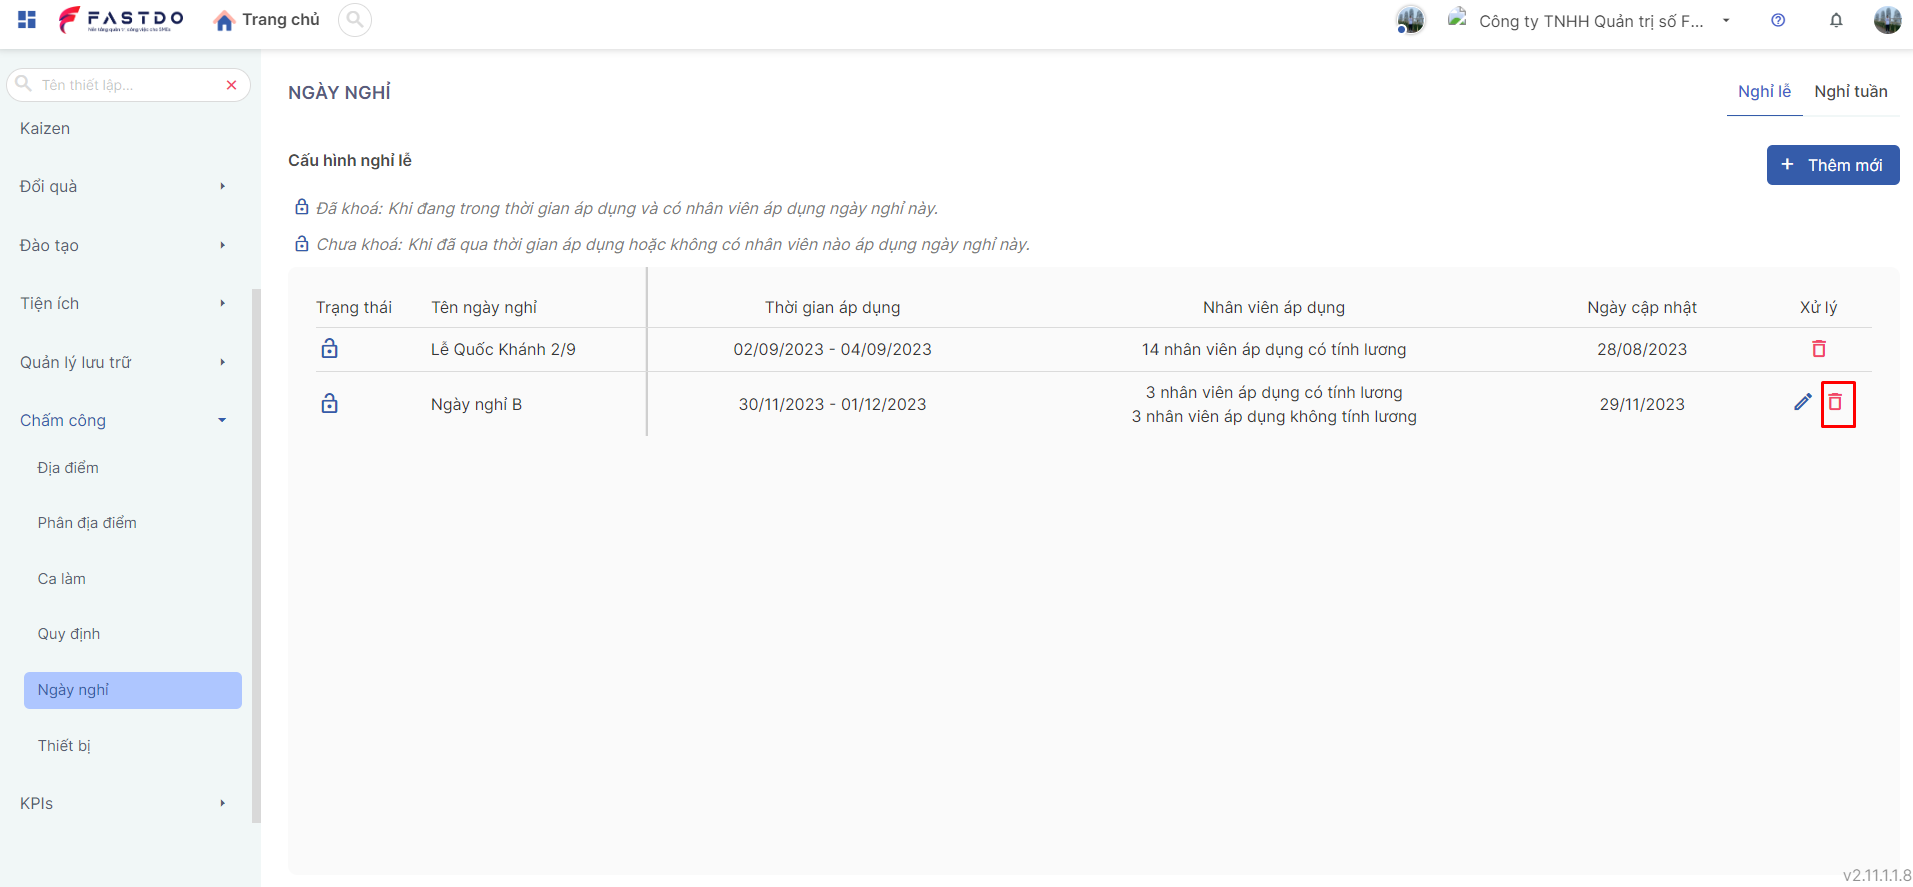 FASTDO
Nền tảng quản trị công việc cho SMEs
Trang chủ
Công ty TNHH Quản trị số F...
Tên thiết lập...
Kaizen
Đổi quà
Đào tạo
Tiện ích
Quản lý lưu trữ
Chấm công
Địa điểm
Phân địa điểm
Ca làm
Quy định
Ngày nghỉ
Thiết bị
KPIs
NGÀY NGHỈ
Nghỉ lễ Nghỉ tuần
Cấu hình nghỉ lễ
+ Thêm mới
Đã khoá: Khi đang trong thời gian áp dụng và có nhân viên áp dụng ngày nghỉ này.
Chưa khoá: Khi đã qua thời gian áp dụng hoặc không có nhân viên nào áp dụng ngày nghỉ này.
Trạng thái Tên ngày nghỉ Thời gian áp dụng Nhân viên áp dụng Ngày cập nhật Xử lý
Lễ Quốc Khánh 2/9 02/09/2023 - 04/09/2023 14 nhân viên áp dụng có tính lương 28/08/2023
Ngày nghỉ B 30/11/2023 - 01/12/2023 3 nhân viên áp dụng có tính lương 29/11/2023
3 nhân viên áp dụng không tính lương
v2.11.1.1.8